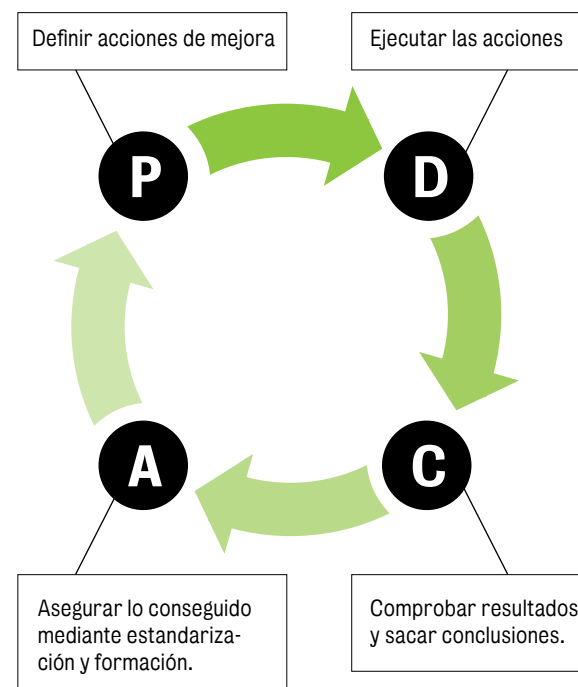 Definir acciones de mejora
Ejecutar las acciones
P
D
A
C
Asegurar lo conseguido
mediante estandariza-
ción y formación.
Comprobar resultados
y sacar conclusiones.